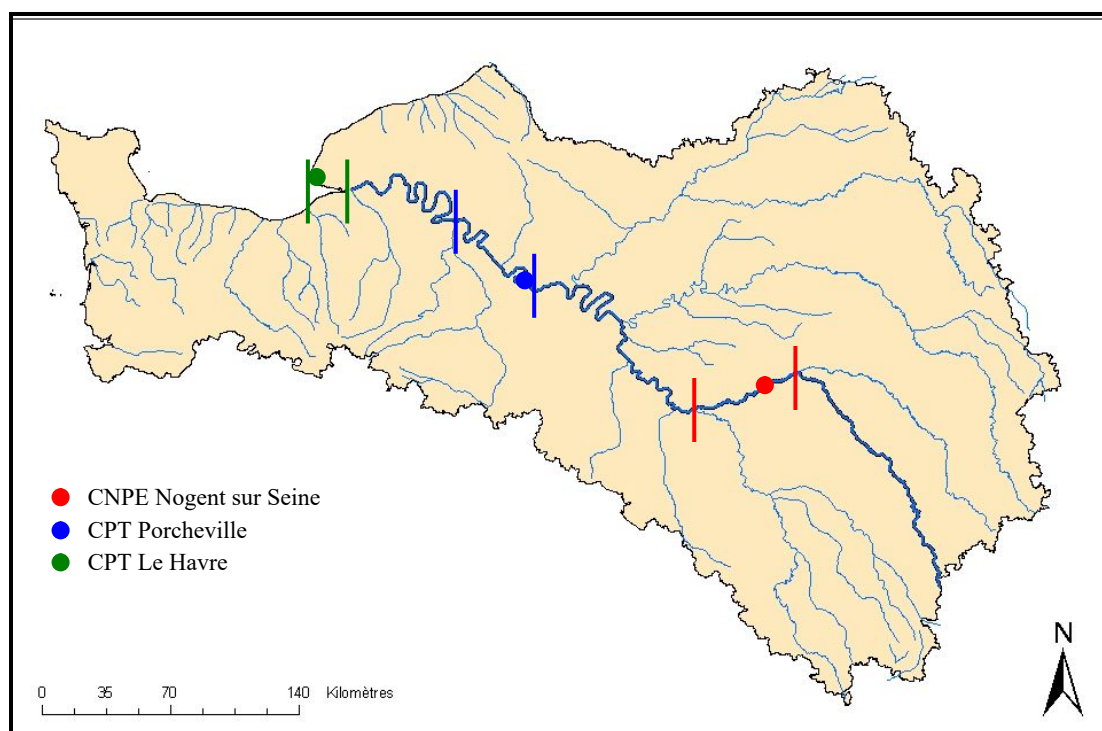 CNPE Nogent sur Seine
CPT Porcheville
CPT Le Havre
N
0 35 70 140 Kilomètres